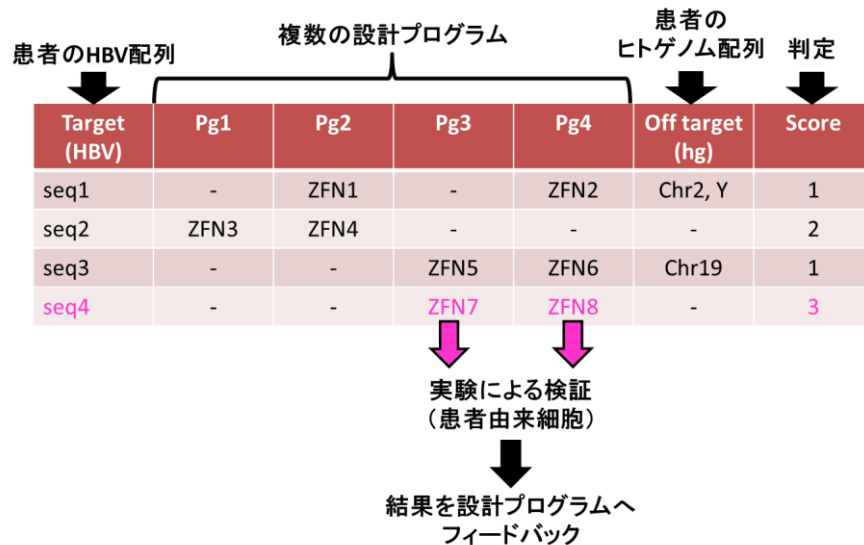 患者のHBV配列
複数の設計プログラム
患者の
ヒトゲノム配列
判定
Target
(HBV)
Pg1
Pg2
Pg3
Pg4
Off target
(hg)
Score
seq1 - ZFN1 - ZFN2 Chr2, Y 1
seq2 ZFN3 ZFN4 - - - 2
seq3 - - ZFN5 ZFN6 Chr19 1
seq4 - - ZFN7 ZFN8 - 3
実験による検証
（患者由来細胞）
結果を設計プログラムへ
フィードバック